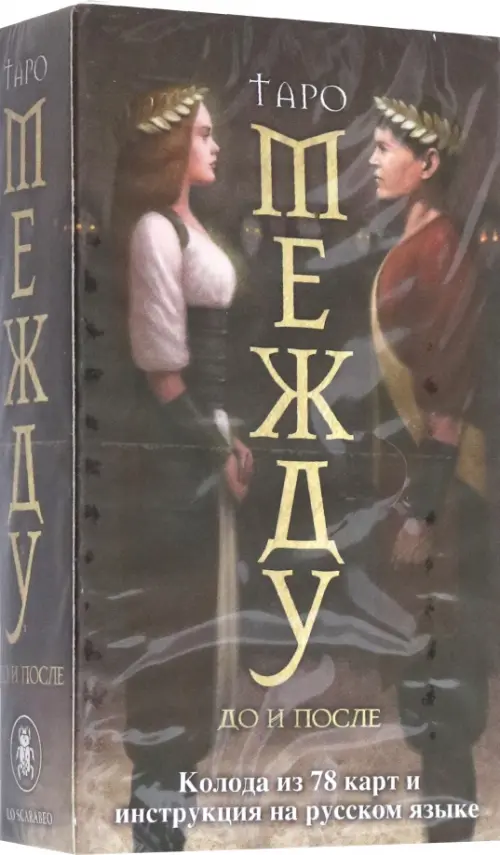 ТАРО
МЕЖДУ
ДО И ПОСЛЕ
LO SCARABEO
ТАРО
МЕЖДУ
ДО И ПОСЛЕ
Колода из 78 карт и
инструкция на русском языке